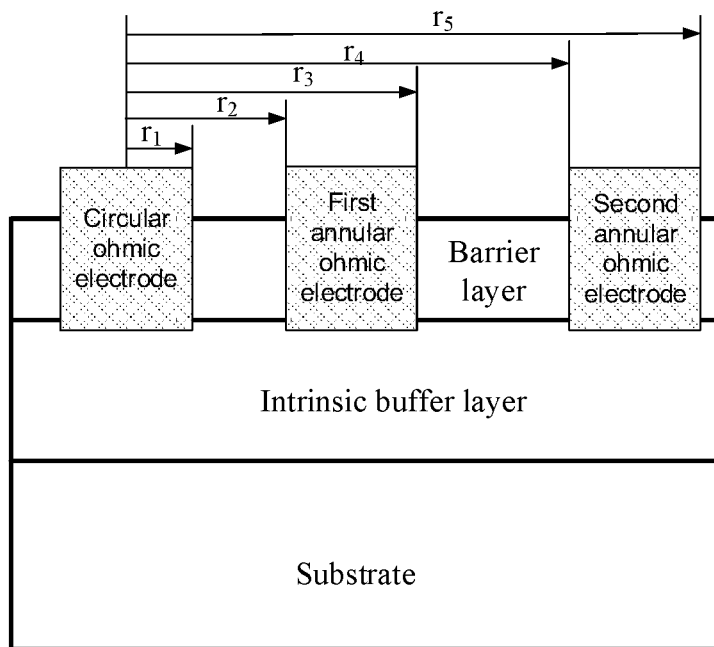 r5
r4
r3
r2
r1
Circular
ohmic
electrode
First
annular
ohmic
electrode
Barrier
layer
Second
annular
ohmic
electrode
Intrinsic buffer layer
Substrate